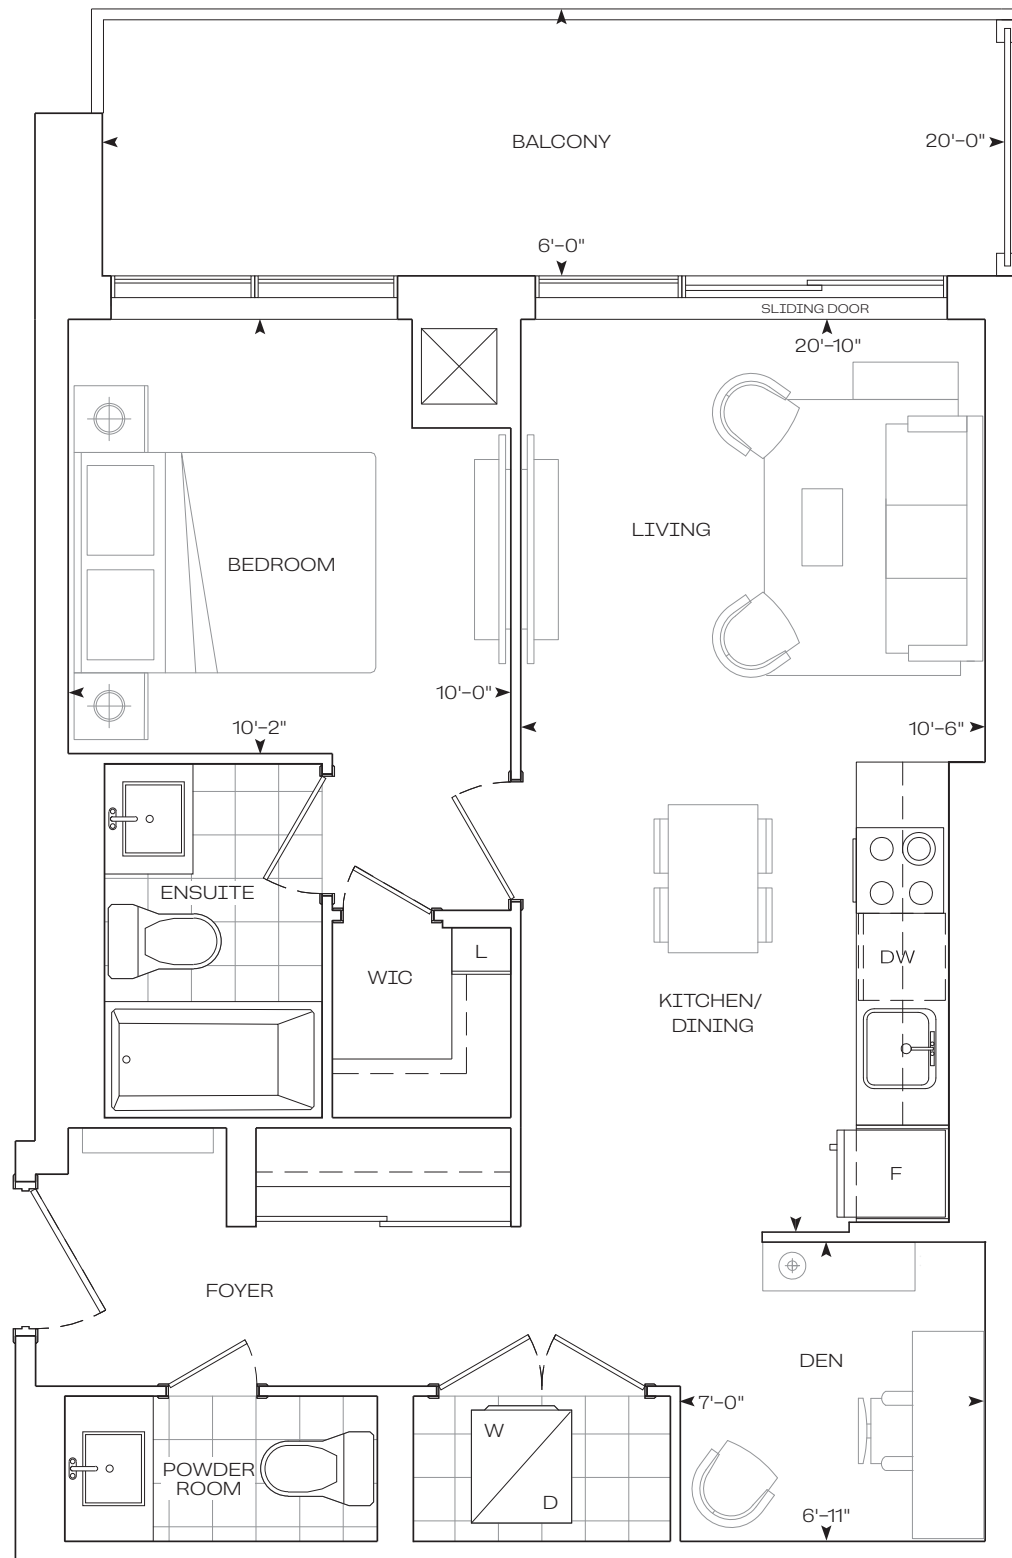 BALCONY
20'-0"
6'-0"
SLIDING DOOR
20'-10"
LIVING
BEDROOM
10'-0"
10'-2"
10'-6"
ENSUITE
WIC
L
DW
KITCHEN/
DINING
F
FOYER
DEN
7'-0"
W
D
POWDER
ROOM
6'-11"